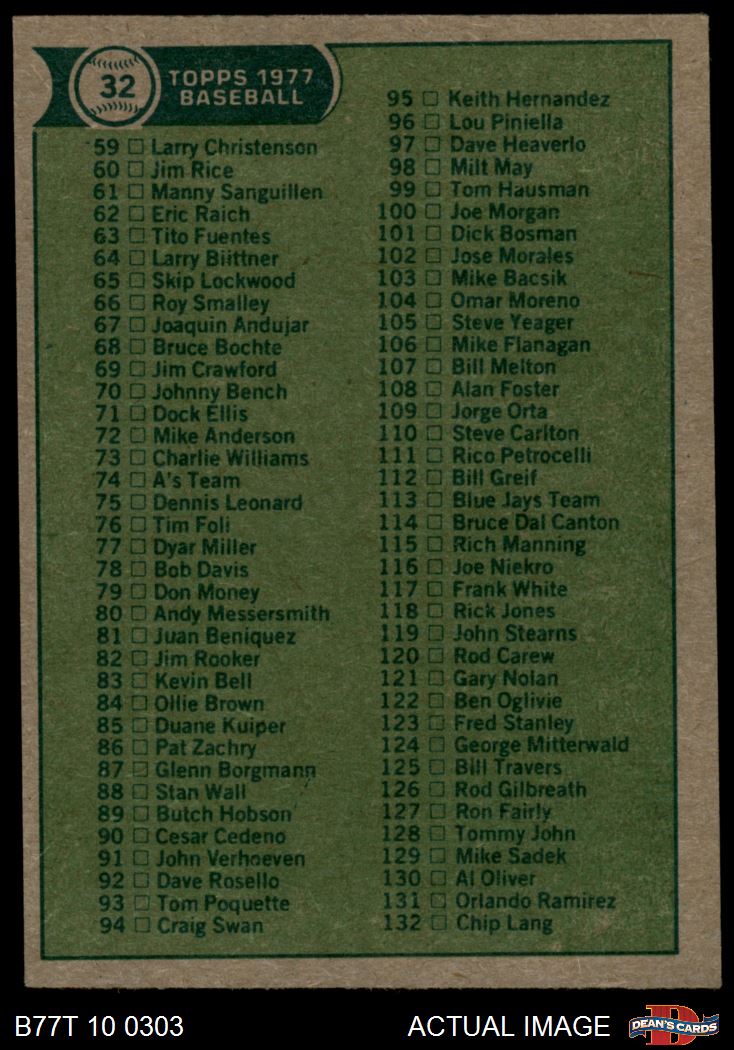 32
TOPPS 1977
BASEBALL
59 Larry Christenson
60 Jim Rice
61 Manny Sanguillen
62 Eric Raich
63 Tito Fuentes
64 Larry Biittner
65 Skip Lockwood
66 Roy Smalley
67 Joaquin Andujar
68 Bruce Bochte
69 Jim Crawford
70 Johnny Bench
71 Dock Ellis
72 Mike Anderson
73 Charlie Williams
74 A's Team
75 Dennis Leonard
76 Tim Foli
77 Dyar Miller
78 Bob Davis
79 Don Money
80 Andy Messersmith
81 Juan Beniquez
82 Jim Rooker
83 Kevin Bell
84 Ollie Brown
85 Duane Kuiper
86 Pat Zachry
87 Glenn Borgmann
88 Stan Wall
89 Butch Hobson
90 Cesar Cedeno
91 John Verhoeven
92 Dave Rosello
93 Tom Poquette
94 Craig Swan
95 Keith Hernandez
96 Lou Piniella
97 Dave Heaverlo
98 Milt May
99 Tom Hausman
100 Joe Morgan
101 Dick Bosman
102 Jose Morales
103 Mike Bacsik
104 Omar Moreno
105 Steve Yeager
106 Mike Flanagan
107 Bill Melton
108 Alan Foster
109 Jorge Orta
110 Steve Carlton
111 Rico Petrocelli
112 Bill Greif
113 Blue Jays Team
114 Bruce Dal Canton
115 Rich Manning
116 Joe Niekro
117 Frank White
118 Rick Jones
119 John Stearns
120 Rod Carew
121 Gary Nolan
122 Ben Oglivie
123 Fred Stanley
124 George Mitterwald
125 Bill Travers
126 Rod Gilbreath
127 Ron Fairly
128 Tommy John
129 Mike Sadek
130 Al Oliver
131 Orlando Ramirez
132 Chip Lang
B77T 10 0303
ACTUAL IMAGE
DEAN'S CARDS